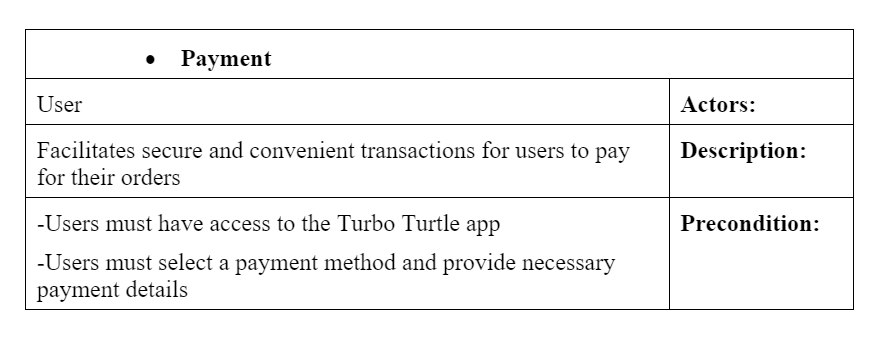 • Payment
User
Actors:
Facilitates secure and convenient transactions for users to pay
for their orders
Description:
-Users must have access to the Turbo Turtle app
-Users must select a payment method and provide necessary
payment details
Precondition: